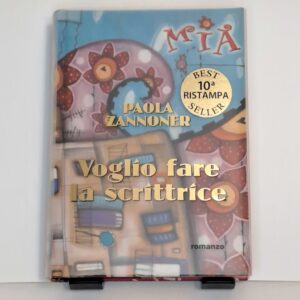 MIA
BEST
10ª
RISTAMPA
SELLER
PAOLA
ZANNONER
Voglio fare
la scrittrice
romanzo